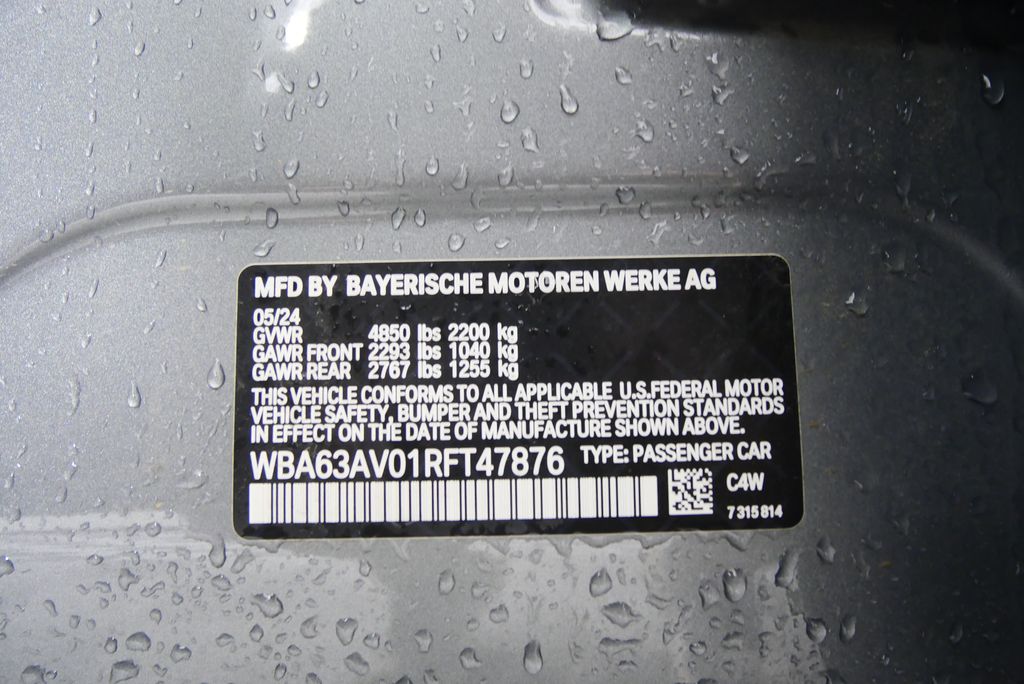 MFD BY BAYERISCHE MOTOREN WERKE AG
05/24
GVWR 4850 lbs 2200 kg
GAWR FRONT 2293 lbs 1040 kg
GAWR REAR 2767 lbs 1255 kg
THIS VEHICLE CONFORMS TO ALL APPLICABLE U.S.FEDERAL MOTOR
VEHICLE SAFETY, BUMPER AND THEFT PREVENTION STANDARDS
IN EFFECT ON THE DATE OF MANUFACTURE SHOWN ABOVE.
WBA63AV01RFT47876 TYPE: PASSENGER CAR
C4W
7 315 814